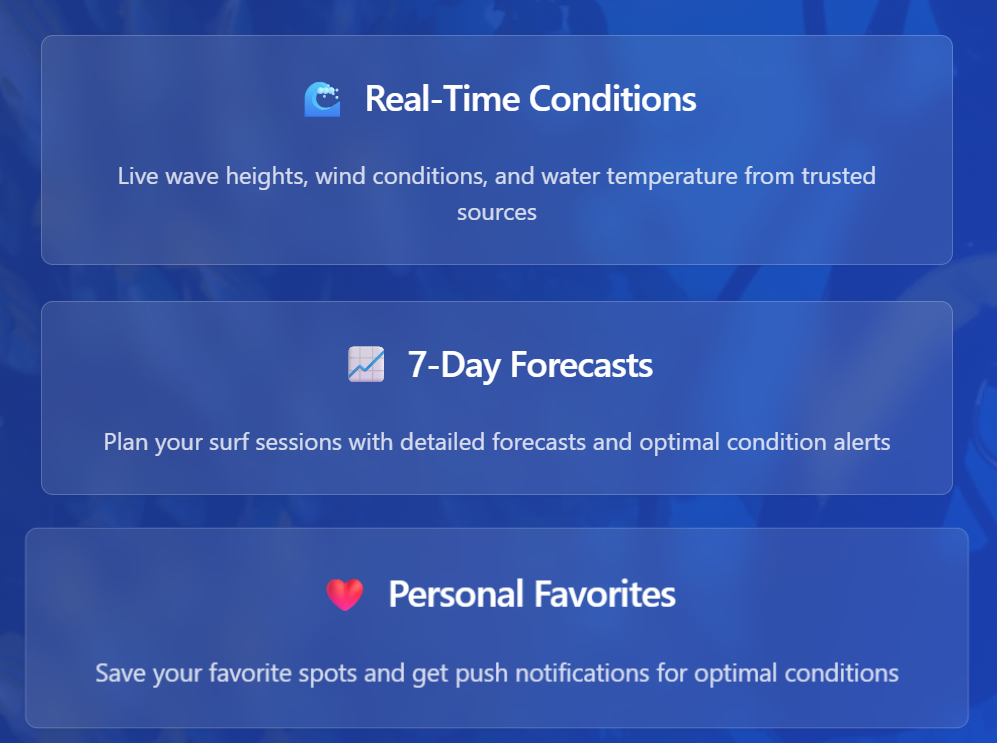 Real-Time Conditions
Live wave heights, wind conditions, and water temperature from trusted
sources
7-Day Forecasts
Plan your surf sessions with detailed forecasts and optimal condition alerts
Personal Favorites
Save your favorite spots and get push notifications for optimal conditions